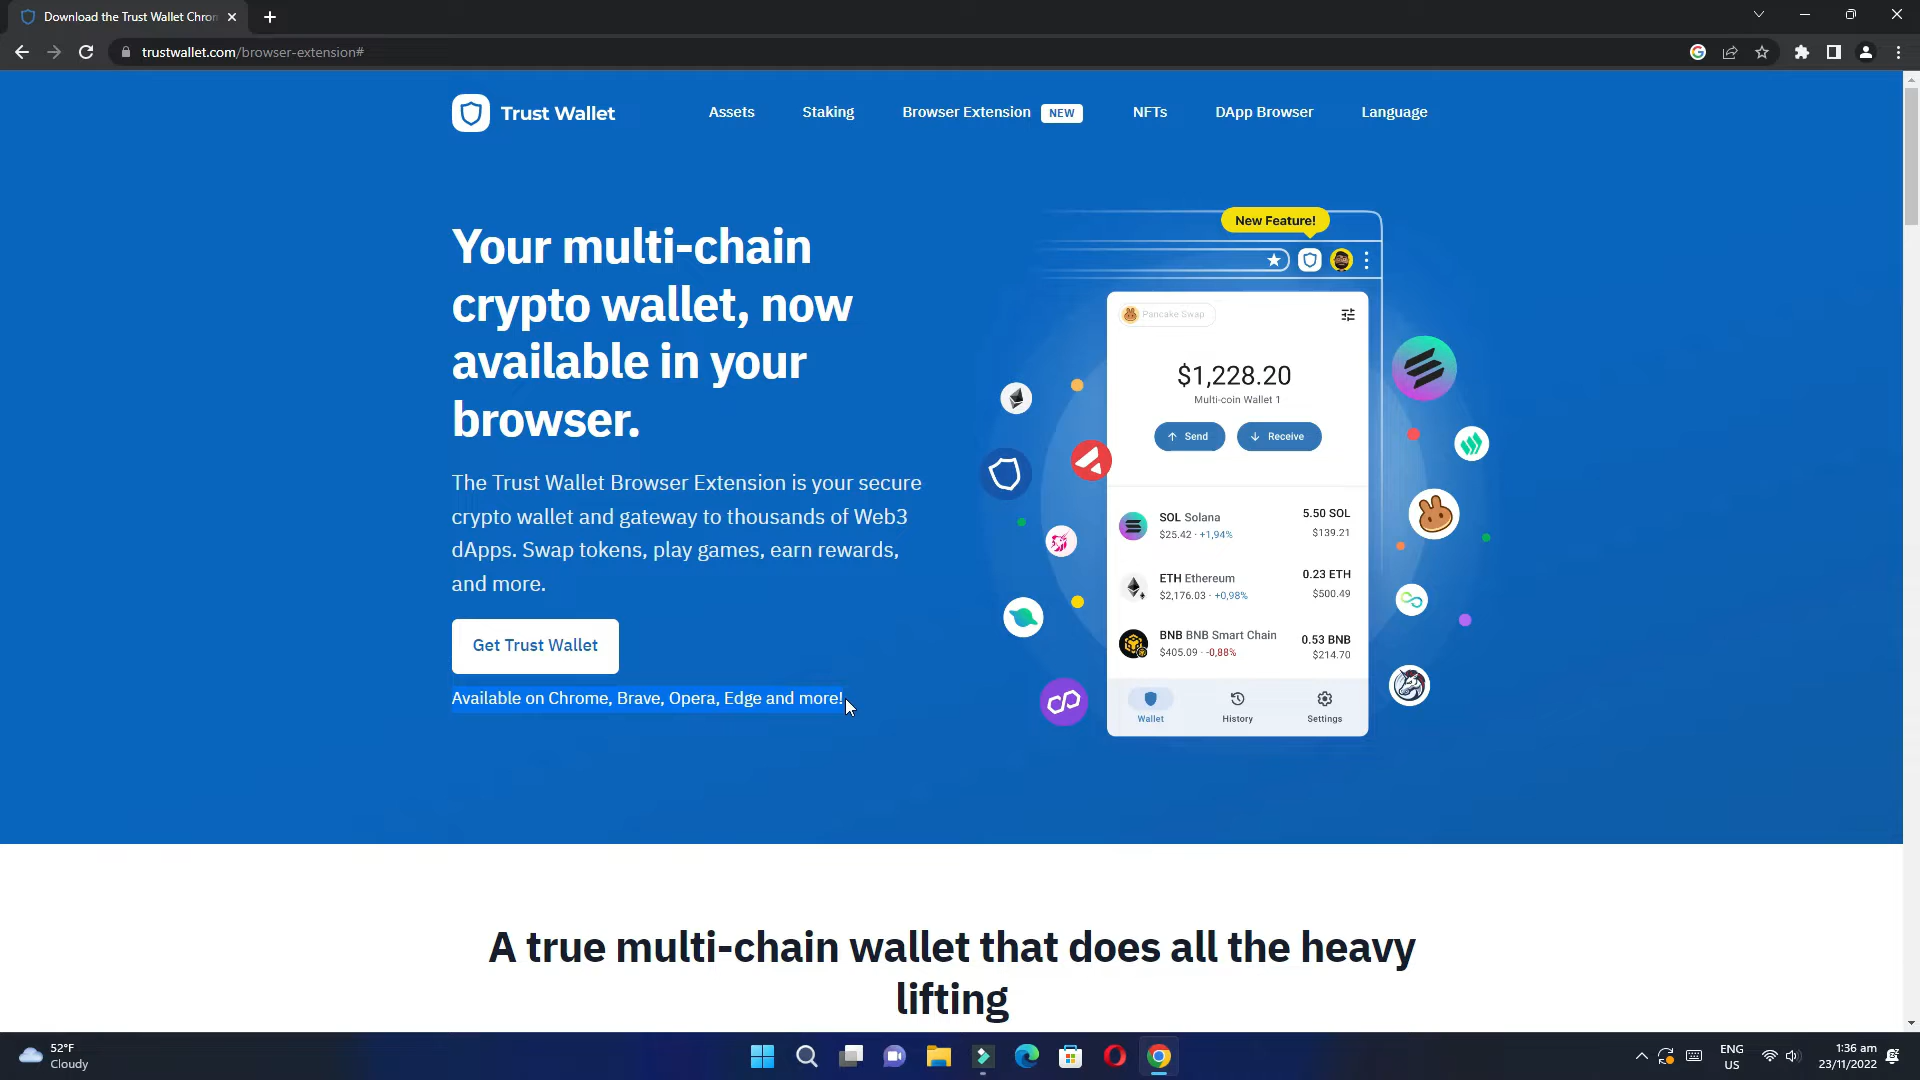 Download the Trust Wallet Chron
trustwallet.com/browser-extension#
Trust Wallet
Assets
Staking
Browser Extension
NEW
NFTs
DApp Browser
Language
Your multi-chain
crypto wallet, now
available in your
browser.
The Trust Wallet Browser Extension is your secure
crypto wallet and gateway to thousands of Web3
dApps. Swap tokens, play games, earn rewards,
and more.
Get Trust Wallet
Available on Chrome, Brave, Opera, Edge and more!
New Feature!
Pancake Swap
$1,228.20
Multi-coin Wallet 1
Send
Receive
SOL Solana
5.50 SOL
$25.42 · +1,94%
$139.21
ETH Ethereum
0.23 ETH
$2,176.03 · +0,98%
$500.49
BNB BNB Smart Chain
0.53 BNB
$405.09 · -0,88%
$214.70
Wallet
History
Settings
A true multi-chain wallet that does all the heavy
lifting
52°F
Cloudy
ENG
US
1:36 am
23/11/2022